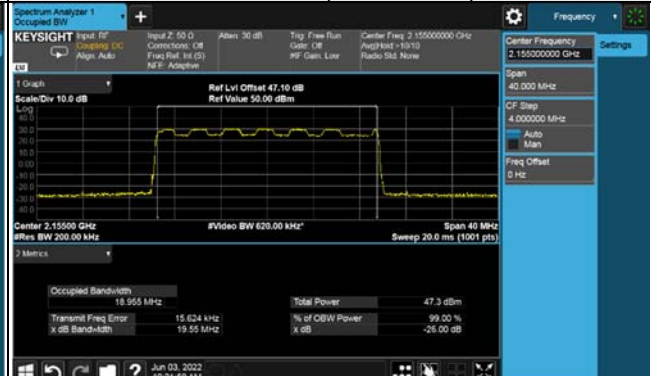 Spectrum Analyzer 1
Occupied BW
Frequency
KEYSIGHT
Input: RF
Coupling: DC
Align: Auto
Input Z: 50 Ω
Corrections: Off
Freq Ref: Int (S)
NFE: Adaptive
Atten: 30 dB
Trig: Free Run
Gate: Off
#IF Gain: Low
Center Freq: 2.155000000 GHz
Avg|Hold:>10/10
Radio Std: None
Center Frequency
2.155000000 GHz
Settings
Span
40.000 MHz
CF Step
4.000000 MHz
Auto
Man
Freq Offset
0 Hz
1 Graph
Scale/Div 10.0 dB
Ref Lvl Offset 47.10 dB
Ref Value 50.00 dBm
Log
40.0
30.0
20.0
10.0
0.00
-10.0
-20.0
-30.0
-40.0
Center 2.15500 GHz
#Res BW 200.00 kHz
#Video BW 620.00 kHz*
Span 40 MHz
Sweep 20.0 ms (1001 pts)
2 Metrics
Occupied Bandwidth
18.955 MHz
Total Power 47.3 dBm
Transmit Freq Error 15.624 kHz
% of OBW Power 99.00 %
x dB Bandwidth 19.55 MHz
x dB -26.00 dB
?
Jun 03, 2022